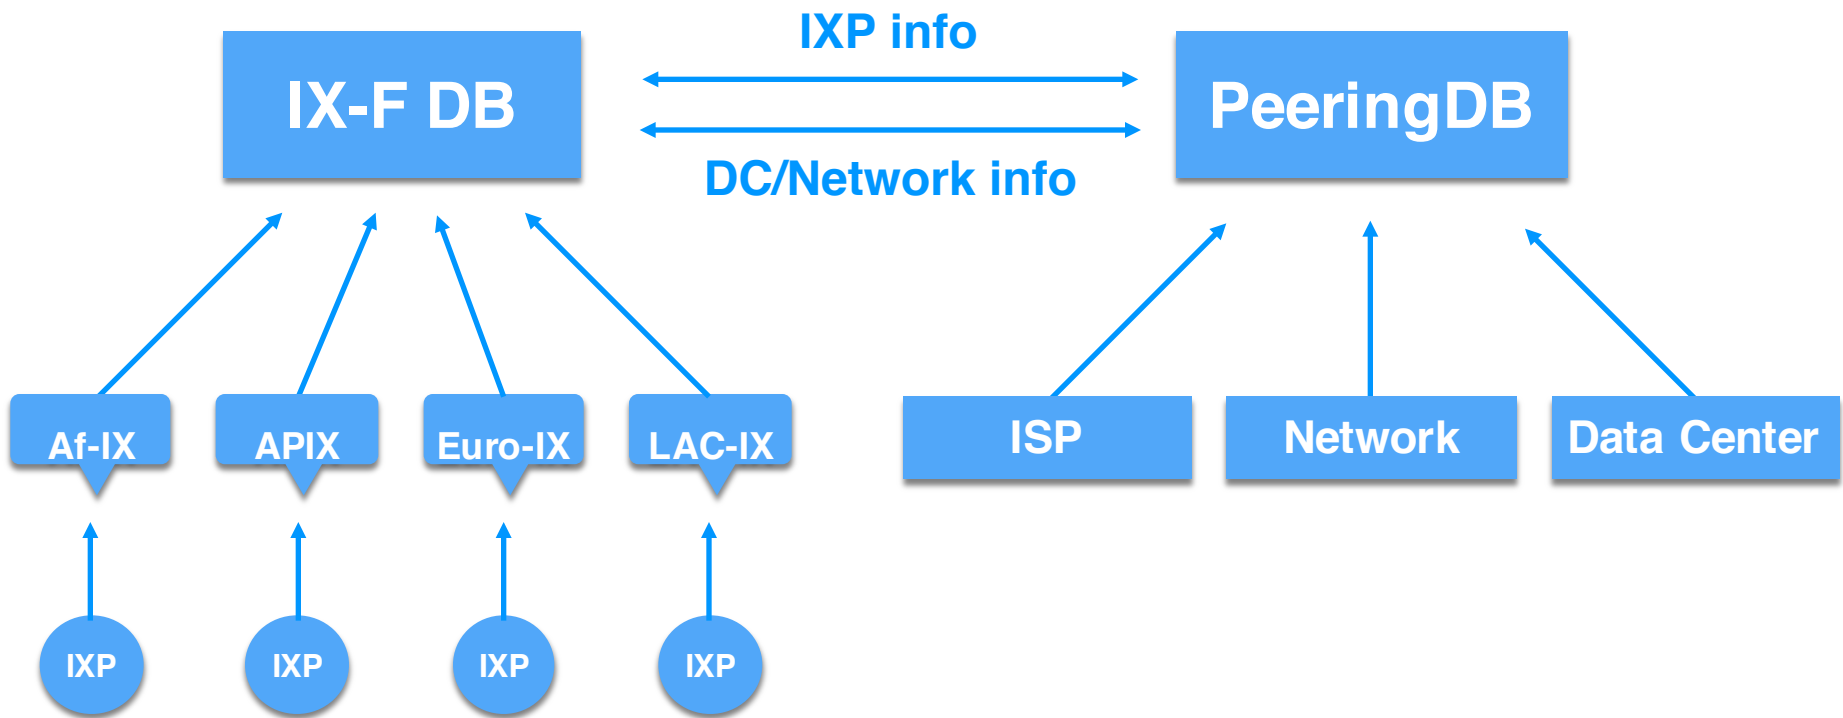 IXP info
IX-F DB
PeeringDB
DC/Network info
Af-IX
APIX
Euro-IX
LAC-IX
ISP
Network
Data Center
IXP
IXP
IXP
IXP